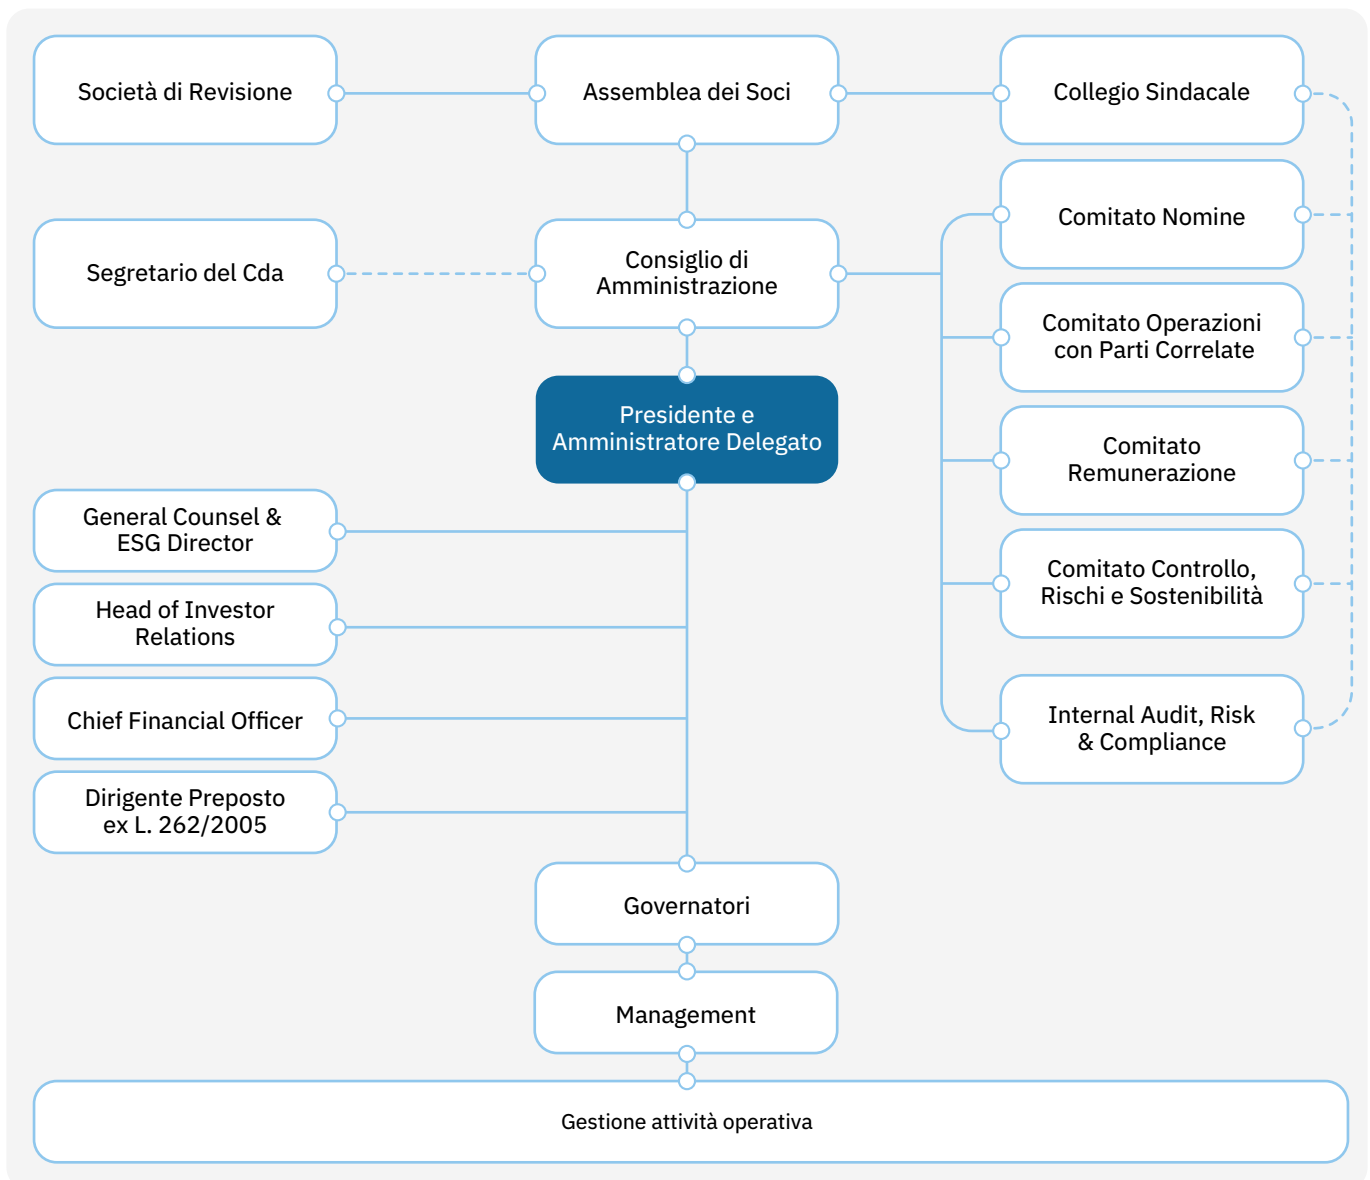 Società di Revisione
Assemblea dei Soci
Collegio Sindacale
Comitato Nomine
Segretario del Cda
Consiglio di
Amministrazione
Comitato Operazioni
con Parti Correlate
Presidente e
Amministratore Delegato
Comitato
Remunerazione
General Counsel &
ESG Director
Comitato Controllo,
Rischi e Sostenibilità
Head of Investor
Relations
Chief Financial Officer
Internal Audit, Risk
& Compliance
Dirigente Preposto
ex L. 262/2005
Governatori
Management
Gestione attività operativa